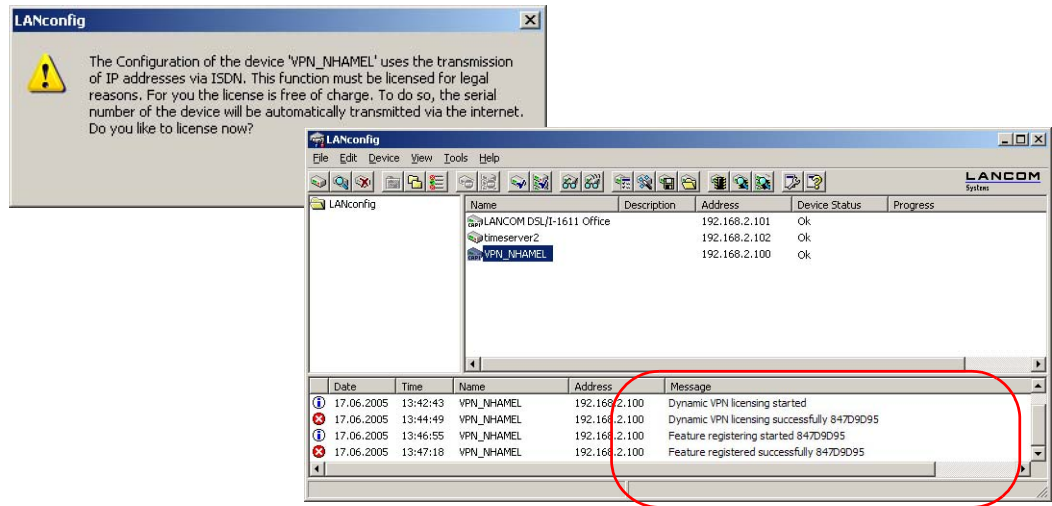 LANconfig
The Configuration of the device 'VPN_NHAMEL' uses the transmission
of IP addresses via ISDN. This function must be licensed for legal
reasons. For you the license is free of charge. To do so, the serial
number of the device will be automatically transmitted via the internet.
Do you like to license now?
LANconfig
File Edit Device View Tools Help
LANCOM
Systems
LANconfig
Name Description Address Device Status Progress
LANCOM DSL/I-1611 Office 192.168.2.101 Ok
timeserver2 192.168.2.102 Ok
VPN_NHAMEL 192.168.2.100 Ok
Date Time Name Address Message
17.06.2005 13:42:43 VPN_NHAMEL 192.168.2.100 Dynamic VPN licensing started
17.06.2005 13:44:49 VPN_NHAMEL 192.168.2.100 Dynamic VPN licensing successfully 847D9D95
17.06.2005 13:46:55 VPN_NHAMEL 192.168.2.100 Feature registering started 847D9D95
17.06.2005 13:47:18 VPN_NHAMEL 192.168.2.100 Feature registered successfully 847D9D95